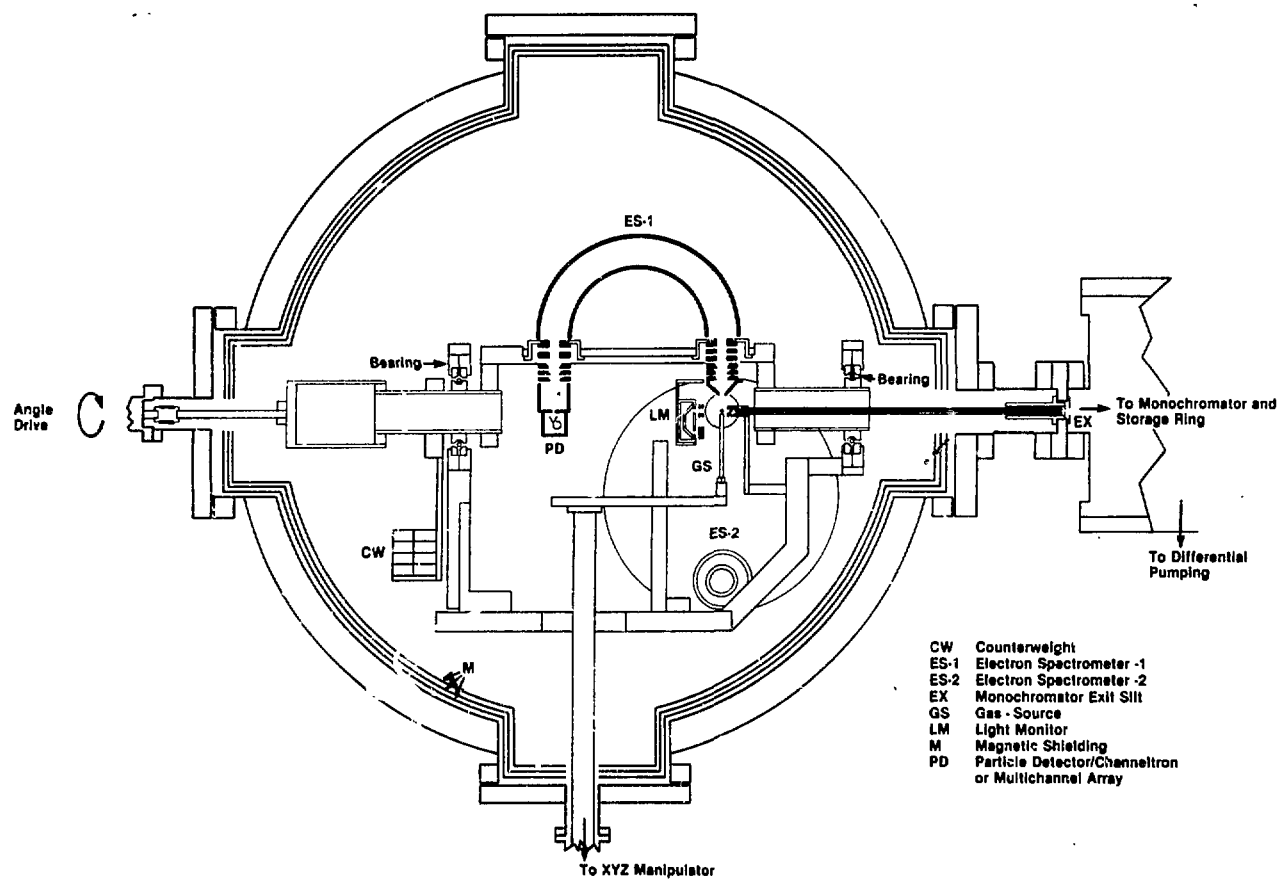 ES-1
Bearing
Bearing
Angle
Drive
To Monochromator and
Storage Ring
EX
LM
PD
GS
ES-2
CW
To Differential
Pumping
M
CW Counterweight
ES-1 Electron Spectrometer -1
ES-2 Electron Spectrometer -2
EX Monochromator Exit Slit
GS Gas - Source
LM Light Monitor
M Magnetic Shielding
PD Particle Detector/Channeltron
or Multichannel Array
To XYZ Manipulator